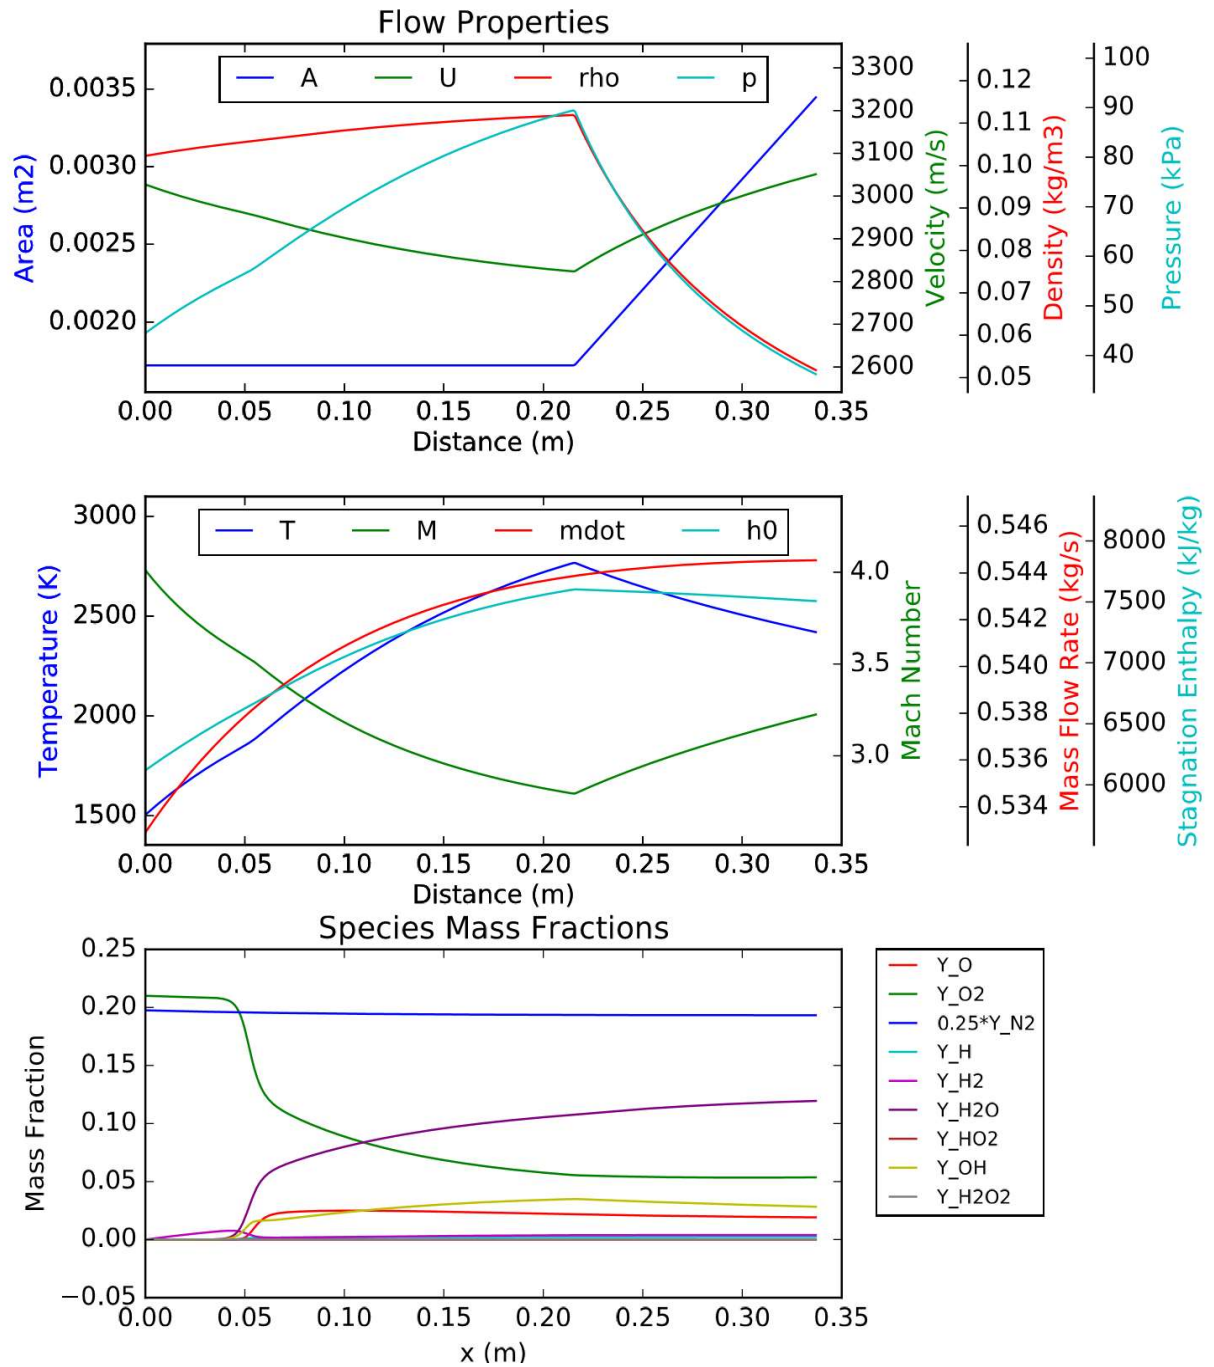 Flow Properties
A U rho p
Area (m2)
0.0035
0.0030
0.0025
0.0020
3300
3200
3100
3000
2900
2800
2700
2600
Velocity (m/s)
0.12
0.11
0.10
0.09
0.08
0.07
0.06
0.05
Density (kg/m3)
100
90
80
70
60
50
40
Pressure (kPa)
0.00 0.05 0.10 0.15 0.20 0.25 0.30 0.35
Distance (m)
T M mdot h0
Temperature (K)
3000
2500
2000
1500
4.0
3.5
3.0
Mach Number
0.546
0.544
0.542
0.540
0.538
0.536
0.534
Mass Flow Rate (kg/s)
8000
7500
7000
6500
6000
Stagnation Enthalpy (kJ/kg)
0.00 0.05 0.10 0.15 0.20 0.25 0.30 0.35
Distance (m)
Species Mass Fractions
Mass Fraction
0.25
0.20
0.15
0.10
0.05
0.00
−0.05
0.00 0.05 0.10 0.15 0.20 0.25 0.30 0.35
x (m)
Y_O
Y_O2
0.25*Y_N2
Y_H
Y_H2
Y_H2O
Y_HO2
Y_OH
Y_H2O2